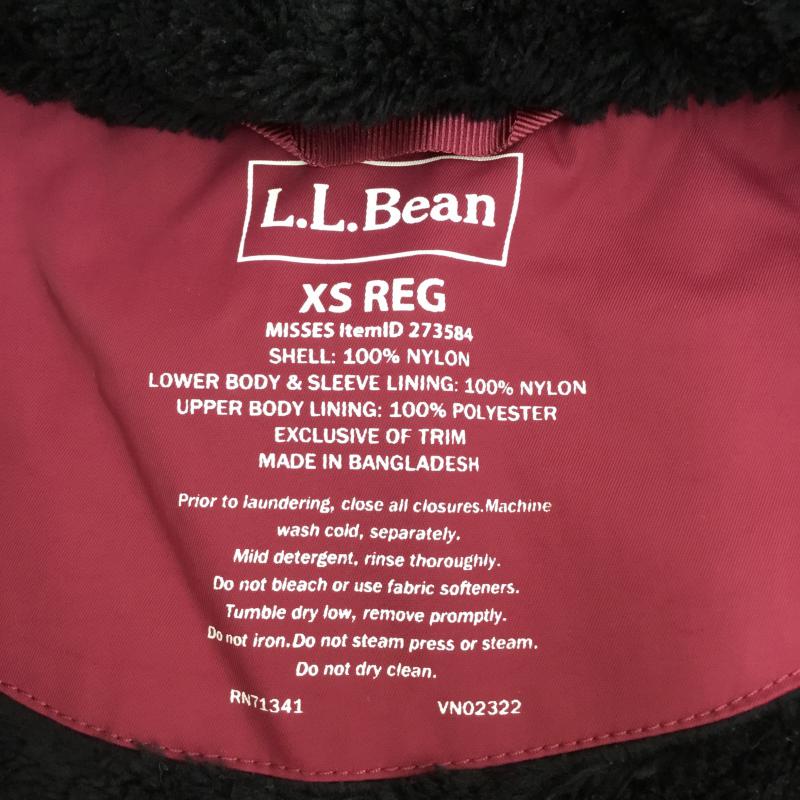 L.L.Bean
XS REG
MISSES ItemID 273584
SHELL: 100% NYLON
LOWER BODY & SLEEVE LINING: 100% NYLON
UPPER BODY LINING: 100% POLYESTER
EXCLUSIVE OF TRIM
MADE IN BANGLADESH
Prior to laundering, close all closures.Machine
wash cold, separately.
Mild detergent, rinse thoroughly.
Do not bleach or use fabric softeners.
Tumble dry low, remove promptly.
Do not iron.Do not steam press or steam.
Do not dry clean.
RN71341 VN02322